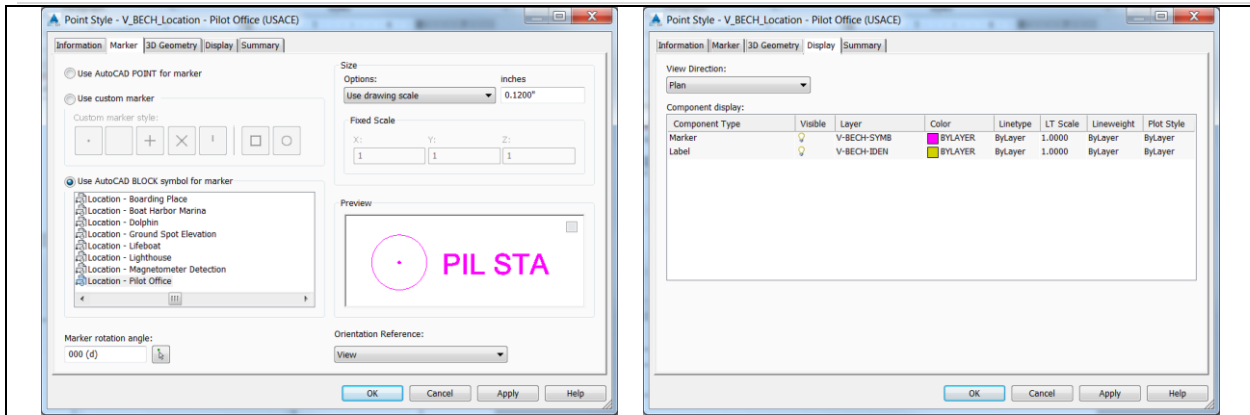 Point Style - V_BECH_Location - Pilot Office (USACE)
Information Marker 3D Geometry Display Summary
Use AutoCAD POINT for marker
Use custom marker
Custom marker style:
Use AutoCAD BLOCK symbol for marker
Location - Boarding Place
Location - Boat Harbor Marina
Location - Dolphin
Location - Ground Spot Elevation
Location - Lifeboat
Location - Lighthouse
Location - Magnetometer Detection
Location - Pilot Office
Marker rotation angle:
000 (d)
Size
Options: inches
Use drawing scale 0.1200"
Fixed Scale
X: Y: Z:
1 1 1
Preview
PIL STA
Orientation Reference:
View
OK Cancel Apply Help
Point Style - V_BECH_Location - Pilot Office (USACE)
Information Marker 3D Geometry Display Summary
View Direction:
Plan
Component display:
Component Type Visible Layer Color Linetype LT Scale Lineweight Plot Style
Marker V-BECH-SYMB BYLAYER ByLayer 1.0000 ByLayer ByLayer
Label V-BECH-IDEN BYLAYER ByLayer 1.0000 ByLayer ByLayer
OK Cancel Apply Help